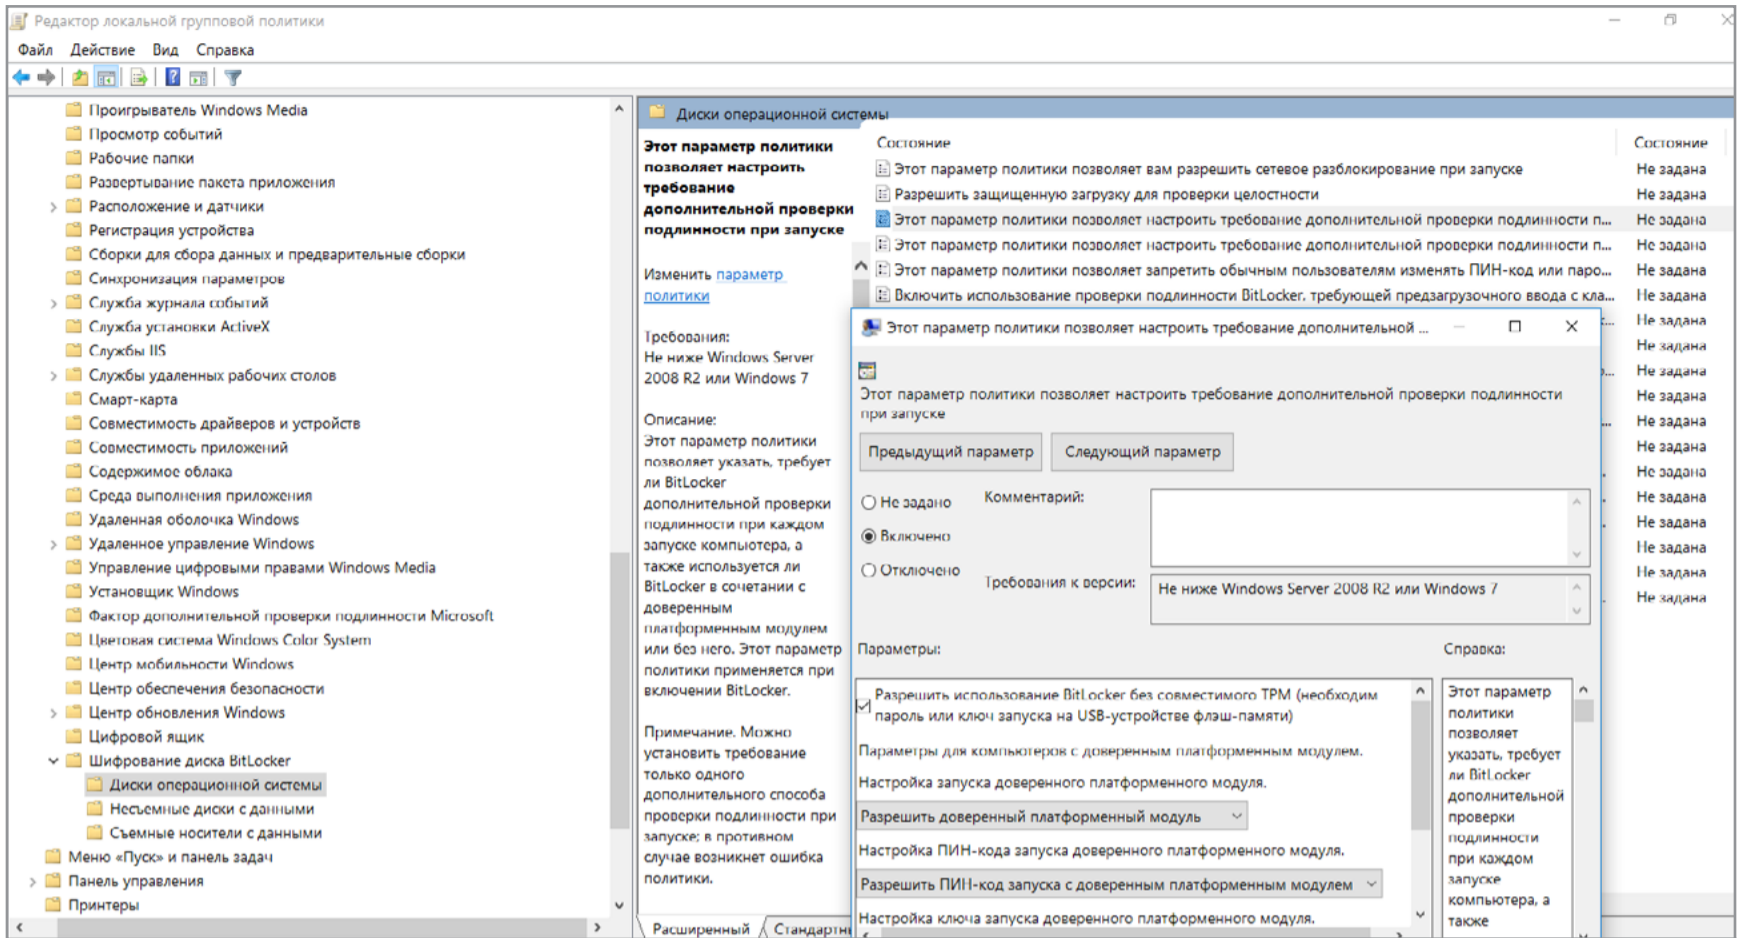 Редактор локальной групповой политики
Файл Действие Вид Справка
Проигрыватель Windows Media
Просмотр событий
Рабочие папки
Развертывание пакета приложения
Расположение и датчики
Регистрация устройства
Сборки для сбора данных и предварительные сборки
Синхронизация параметров
Служба журнала событий
Служба установки ActiveX
Службы IIS
Службы удаленных рабочих столов
Смарт-карта
Совместимость драйверов и устройств
Совместимость приложений
Содержимое облака
Среда выполнения приложения
Удаленная оболочка Windows
Удаленное управление Windows
Управление цифровыми правами Windows Media
Установщик Windows
Фактор дополнительной проверки подлинности Microsoft
Цветовая система Windows Color System
Центр мобильности Windows
Центр обеспечения безопасности
Центр обновления Windows
Цифровой ящик
Шифрование диска BitLocker
Диски операционной системы
Несъемные диски с данными
Съемные носители с данными
Меню «Пуск» и панель задач
Панель управления
Принтеры
Диски операционной системы
Этот параметр политики
позволяет настроить
требование
дополнительной проверки
подлинности при запуске
Изменить параметр
политики
Требования:
Не ниже Windows Server
2008 R2 или Windows 7
Описание:
Этот параметр политики
позволяет указать, требует
ли BitLocker
дополнительной проверки
подлинности при каждом
запуске компьютера, а
также используется ли
BitLocker в сочетании с
доверенным
платформенным модулем
или без него. Этот параметр
политики применяется при
включении BitLocker.
Примечание. Можно
установить требование
только одного
дополнительного способа
проверки подлинности при
запуске; в противном
случае возникнет ошибка
политики.
Расширенный Стандартн
Состояние Состояние
Этот параметр политики позволяет вам разрешить сетевое разблокирование при запуске Не задана
Разрешить защищенную загрузку для проверки целостности Не задана
Этот параметр политики позволяет настроить требование дополнительной проверки подлинности п... Не задана
Этот параметр политики позволяет настроить требование дополнительной проверки подлинности п... Не задана
Этот параметр политики позволяет запретить обычным пользователям изменять ПИН-код или паро... Не задана
Включить использование проверки подлинности BitLocker, требующей предзагрузочного ввода с кла... Не задана
Не задана
Не задана
Не задана
Не задана
Не задана
Не задана
Не задана
Не задана
Не задана
Не задана
Не задана
Не задана
Этот параметр политики позволяет настроить требование дополнительной ...
Этот параметр политики позволяет настроить требование дополнительной проверки подлинности
при запуске
Предыдущий параметр Следующий параметр
Не задано Комментарий:
Включено
Отключено
Требования к версии: Не ниже Windows Server 2008 R2 или Windows 7
Параметры: Справка:
Разрешить использование BitLocker без совместимого TPM (необходим
пароль или ключ запуска на USB-устройстве флэш-памяти)
Параметры для компьютеров с доверенным платформенным модулем.
Настройка запуска доверенного платформенного модуля.
Разрешить доверенный платформенный модуль
Настройка ПИН-кода запуска доверенного платформенного модуля.
Разрешить ПИН-код запуска с доверенным платформенным модулем
Настройка ключа запуска доверенного платформенного модуля.
Этот параметр
политики
позволяет
указать, требует
ли BitLocker
дополнительной
проверки
подлинности
при каждом
запуске
компьютера, а
также